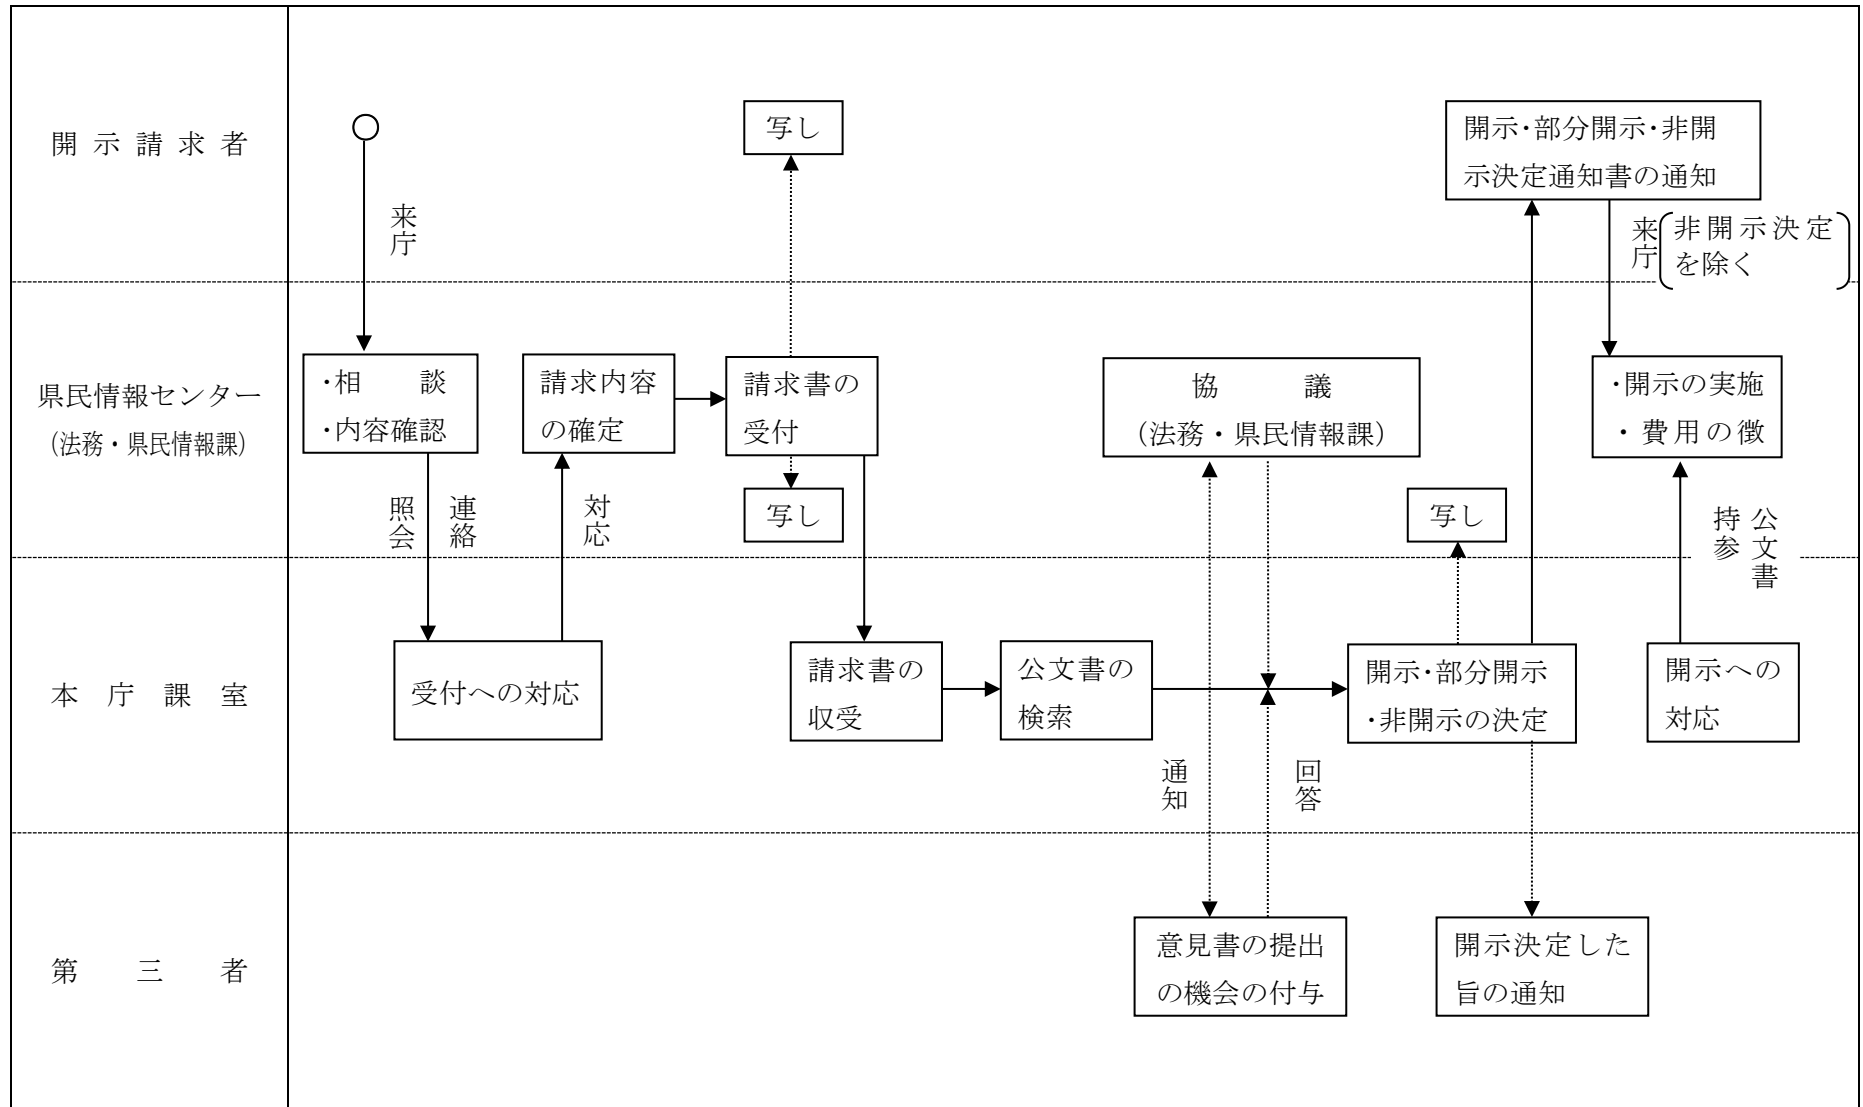 開示請求者
写し
開示・部分開示・非開
示決定通知書の通知
来庁
来庁
非開示決定
を除く
県民情報センター
（法務・県民情報課）
・相　談
・内容確認
請求内容
の確定
請求書の
受付
協　議
（法務・県民情報課）
・開示の実施
・費用の徴
照会
連絡
対応
写し
写し
持参
公文書
本庁課室
受付への対応
請求書の
収受
公文書の
検索
開示・部分開示
・非開示の決定
開示への
対応
通知
回答
第三者
意見書の提出
の機会の付与
開示決定した
旨の通知